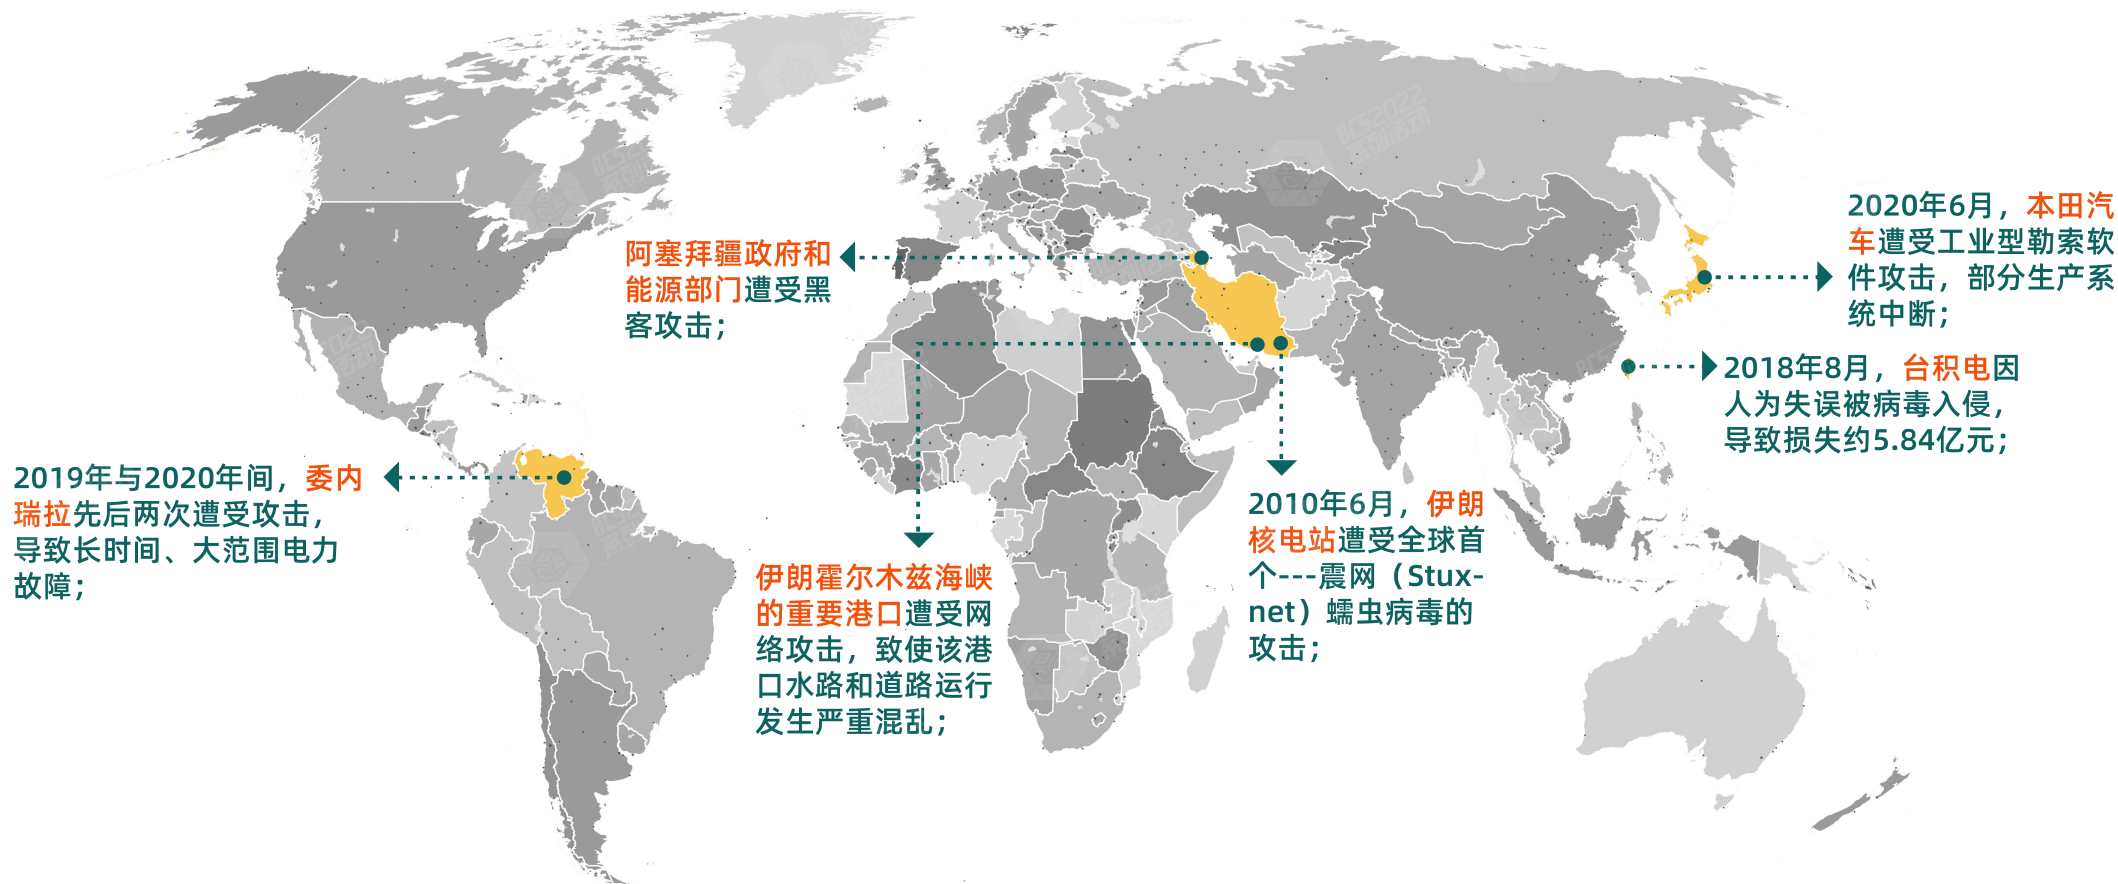 2020年6月，本田汽
车遭受工业型勒索软
件攻击，部分生产系
统中断；
阿塞拜疆政府和
能源部门遭受黑
客攻击；
2018年8月，台积电因
人为失误被病毒入侵，
导致损失约5.84亿元；
2019年与2020年间，委内
瑞拉先后两次遭受攻击，
导致长时间、大范围电力
故障；
2010年6月，伊朗
核电站遭受全球首
个---震网（Stux-
net）蠕虫病毒的
攻击；
伊朗霍尔木兹海峡
的重要港口遭受网
络攻击，致使该港
口水路和道路运行
发生严重混乱；
RCS2022